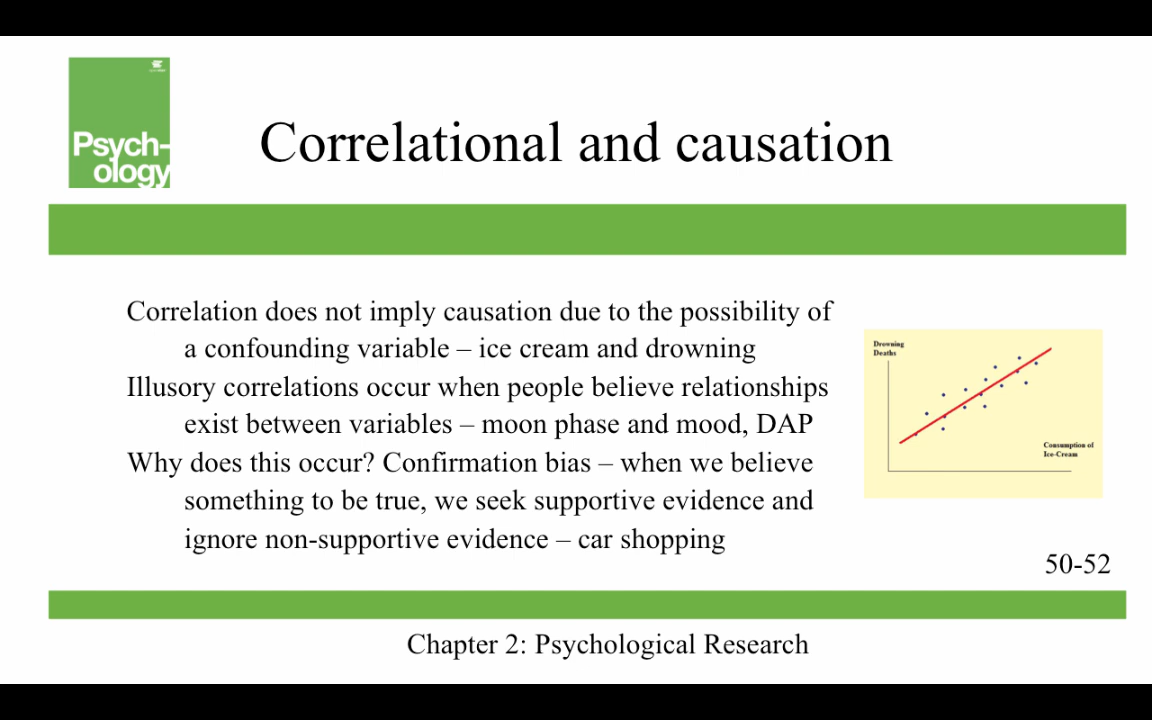 Psych-
ology
Correlational and causation
Correlation does not imply causation due to the possibility of
a confounding variable – ice cream and drowning
Illusory correlations occur when people believe relationships
exist between variables – moon phase and mood, DAP
Why does this occur? Confirmation bias – when we believe
something to be true, we seek supportive evidence and
ignore non-supportive evidence – car shopping
Drowning
Deaths
Consumption of
Ice-Cream
50-52
Chapter 2: Psychological Research